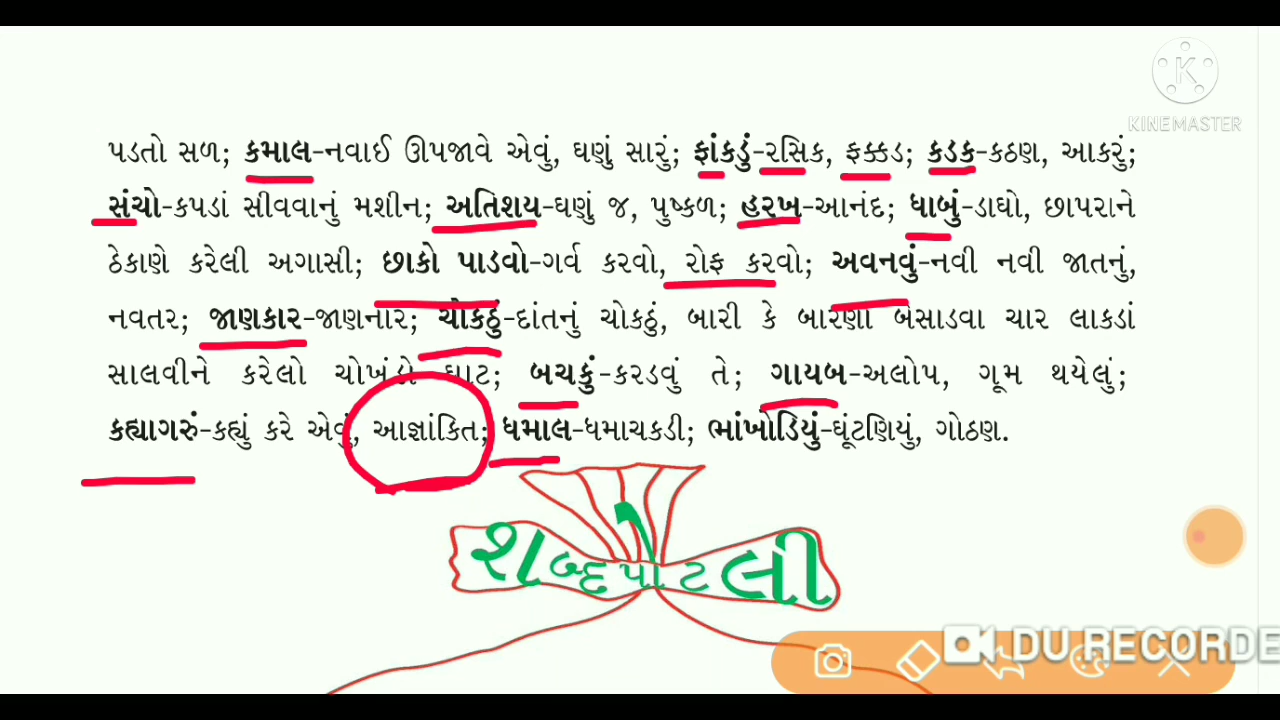 KINEMASTER
પડતો સળ; કમાલ-નવાઈ ઊપજાવે એવું, ઘણું સારું; ફાંકડું-રસિક, ફક્કડ; કડક-કઠણ, આકરું;
સંચો-કપડાં સીવવાનું મશીન; અતિશય-ઘણું જ, પુષ્કળ; હરખ-આનંદ; ધાબું-ડાઘો, છાપરાને
ઠેકાણે કરેલી અગાસી; છાકો પાડવો-ગર્વ કરવો, રોફ કરવો; અવનવું-નવી નવી જાતનું,
નવતર; જાણકાર-જાણનાર; ચોકઠું-દાંતનું ચોકઠું, બારી કે બારણાં બેસાડવા ચાર લાકડાં
સાલવીને કરેલો ચોખંડો ઘાટ; બચકું-કરડવું તે; ગાયબ-અલોપ, ગૂમ થયેલું;
કહ્યાગરું-કહ્યું કરે એવું, આજ્ઞાંકિત; ધમાલ-ધમાચકડી; ભાંખોડિયું-ઘૂંટણિયું, ગોઠણ.
શબ્દપોટલી
DU RECORDE